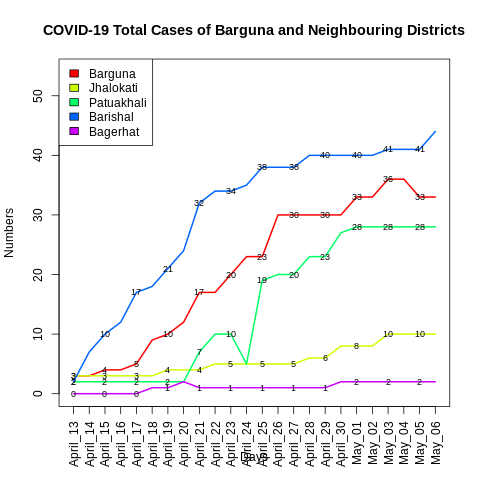 COVID-19 Total Cases of Barguna and Neighbouring Districts
Barguna
Jhalokati
Patuakhali
Barishal
Bagerhat
Numbers
50
40
30
20
10
0
38 38 40 40 41 41
32 34
36
33 33
30 30
28 28 28
21
23 23
17 17
20 19 20
10 10 10 10 10 10
7
8
3 3 3 4 4 5 5 5 6
4 5
2 2 2 2
0 0 0 1 1 1 1 1 1 2 2 2
April_13
April_14
April_15
April_16
April_17
April_18
April_19
April_20
April_21
April_22
April_23
April_24
April_25
April_26
April_27
April_28
April_29
April_30
May_01
May_02
May_03
May_04
May_05
May_06
Days